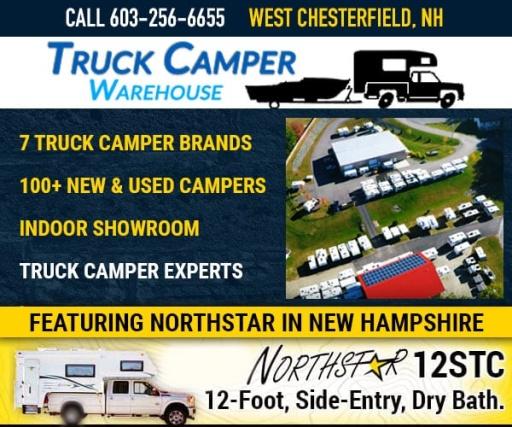 CALL 603-256-6655 WEST CHESTERFIELD, NH
TRUCK CAMPER
WAREHOUSE
7 TRUCK CAMPER BRANDS
100+ NEW & USED CAMPERS
INDOOR SHOWROOM
TRUCK CAMPER EXPERTS
FEATURING NORTHSTAR IN NEW HAMPSHIRE
NORTHSTAR 12STC
12-Foot, Side-Entry, Dry Bath.